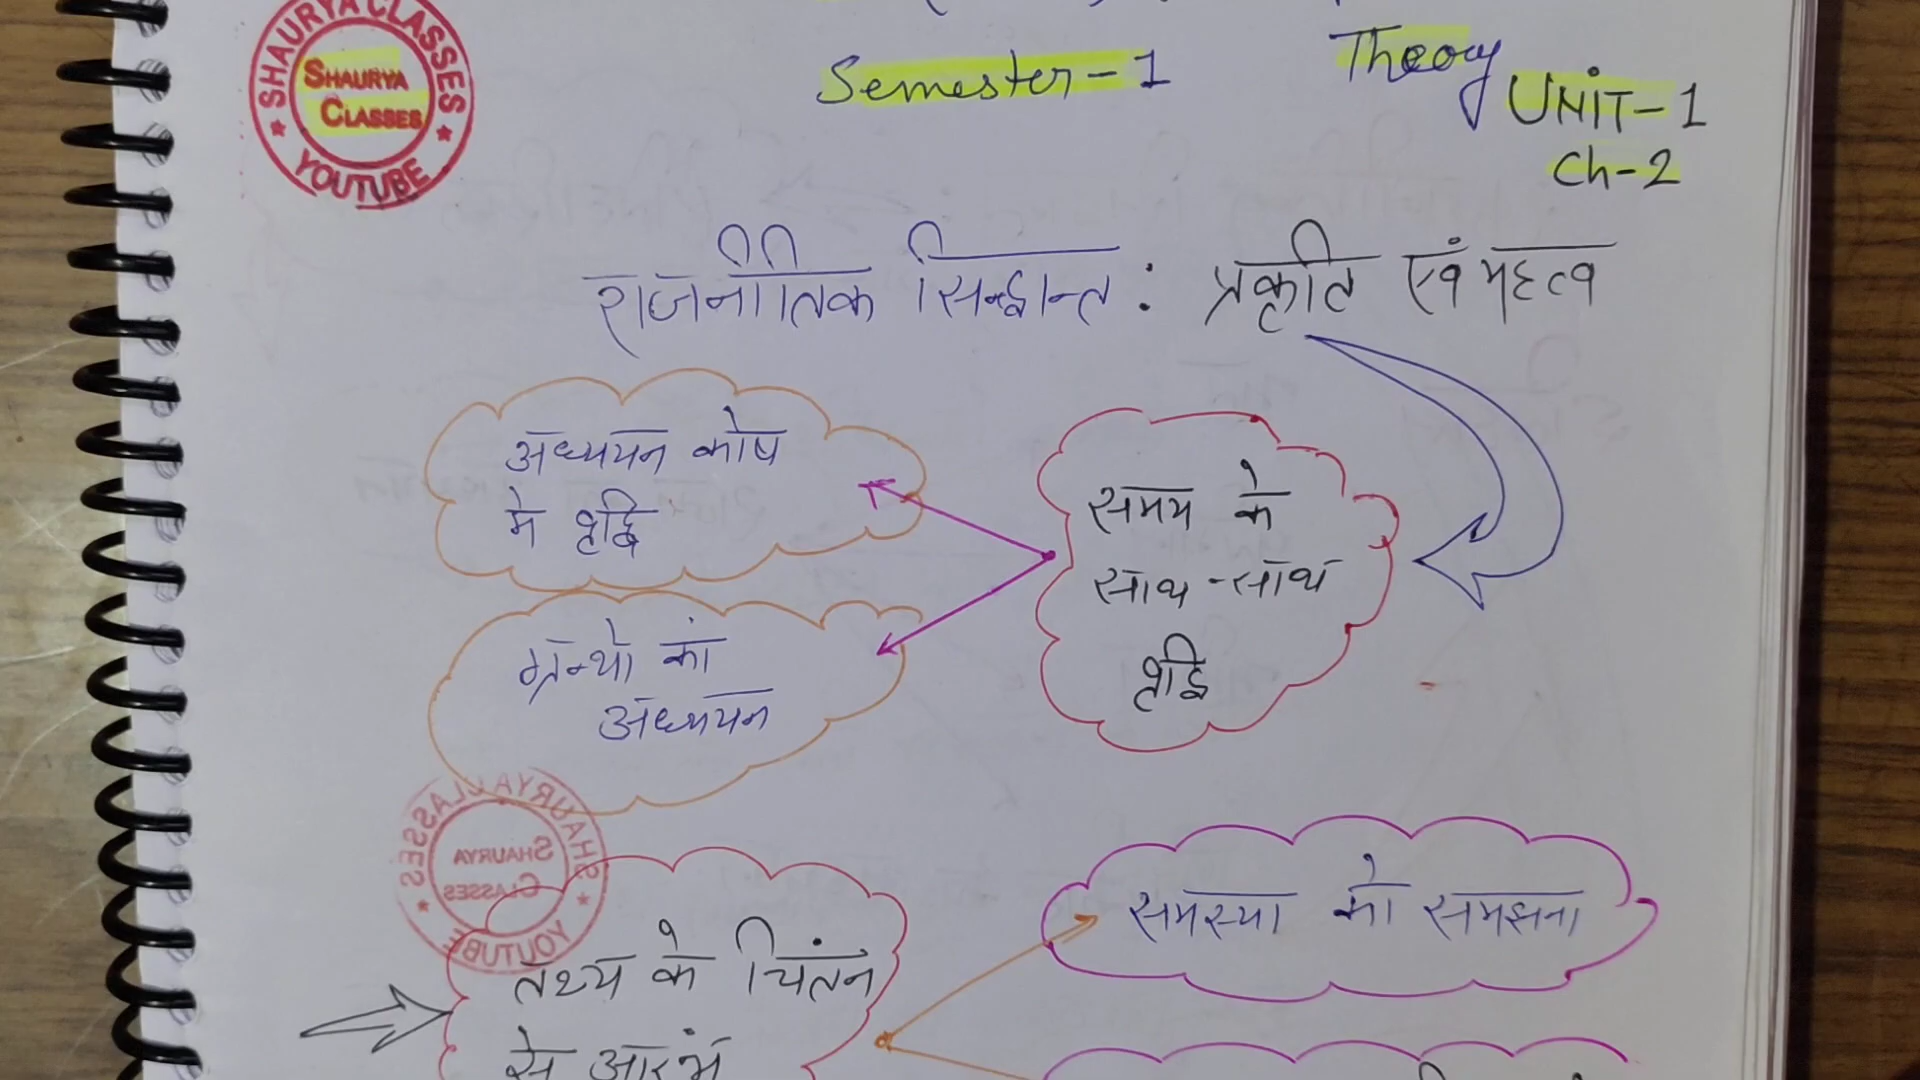 SHAURYA CLASSES
SHAURYA
CLASSES
YOUTUBE
Semester-1
Theory
UNIT-1
Ch-2
राजनीतिक सिद्धान्त : प्रकृति एवं महत्व
अध्ययन कोष
मे वृद्धि
समय के
साथ-साथ
वृद्धि
ग्रन्थो का
अध्ययन
समस्या को समझना
तथ्य के चिंतन
से आरंभ